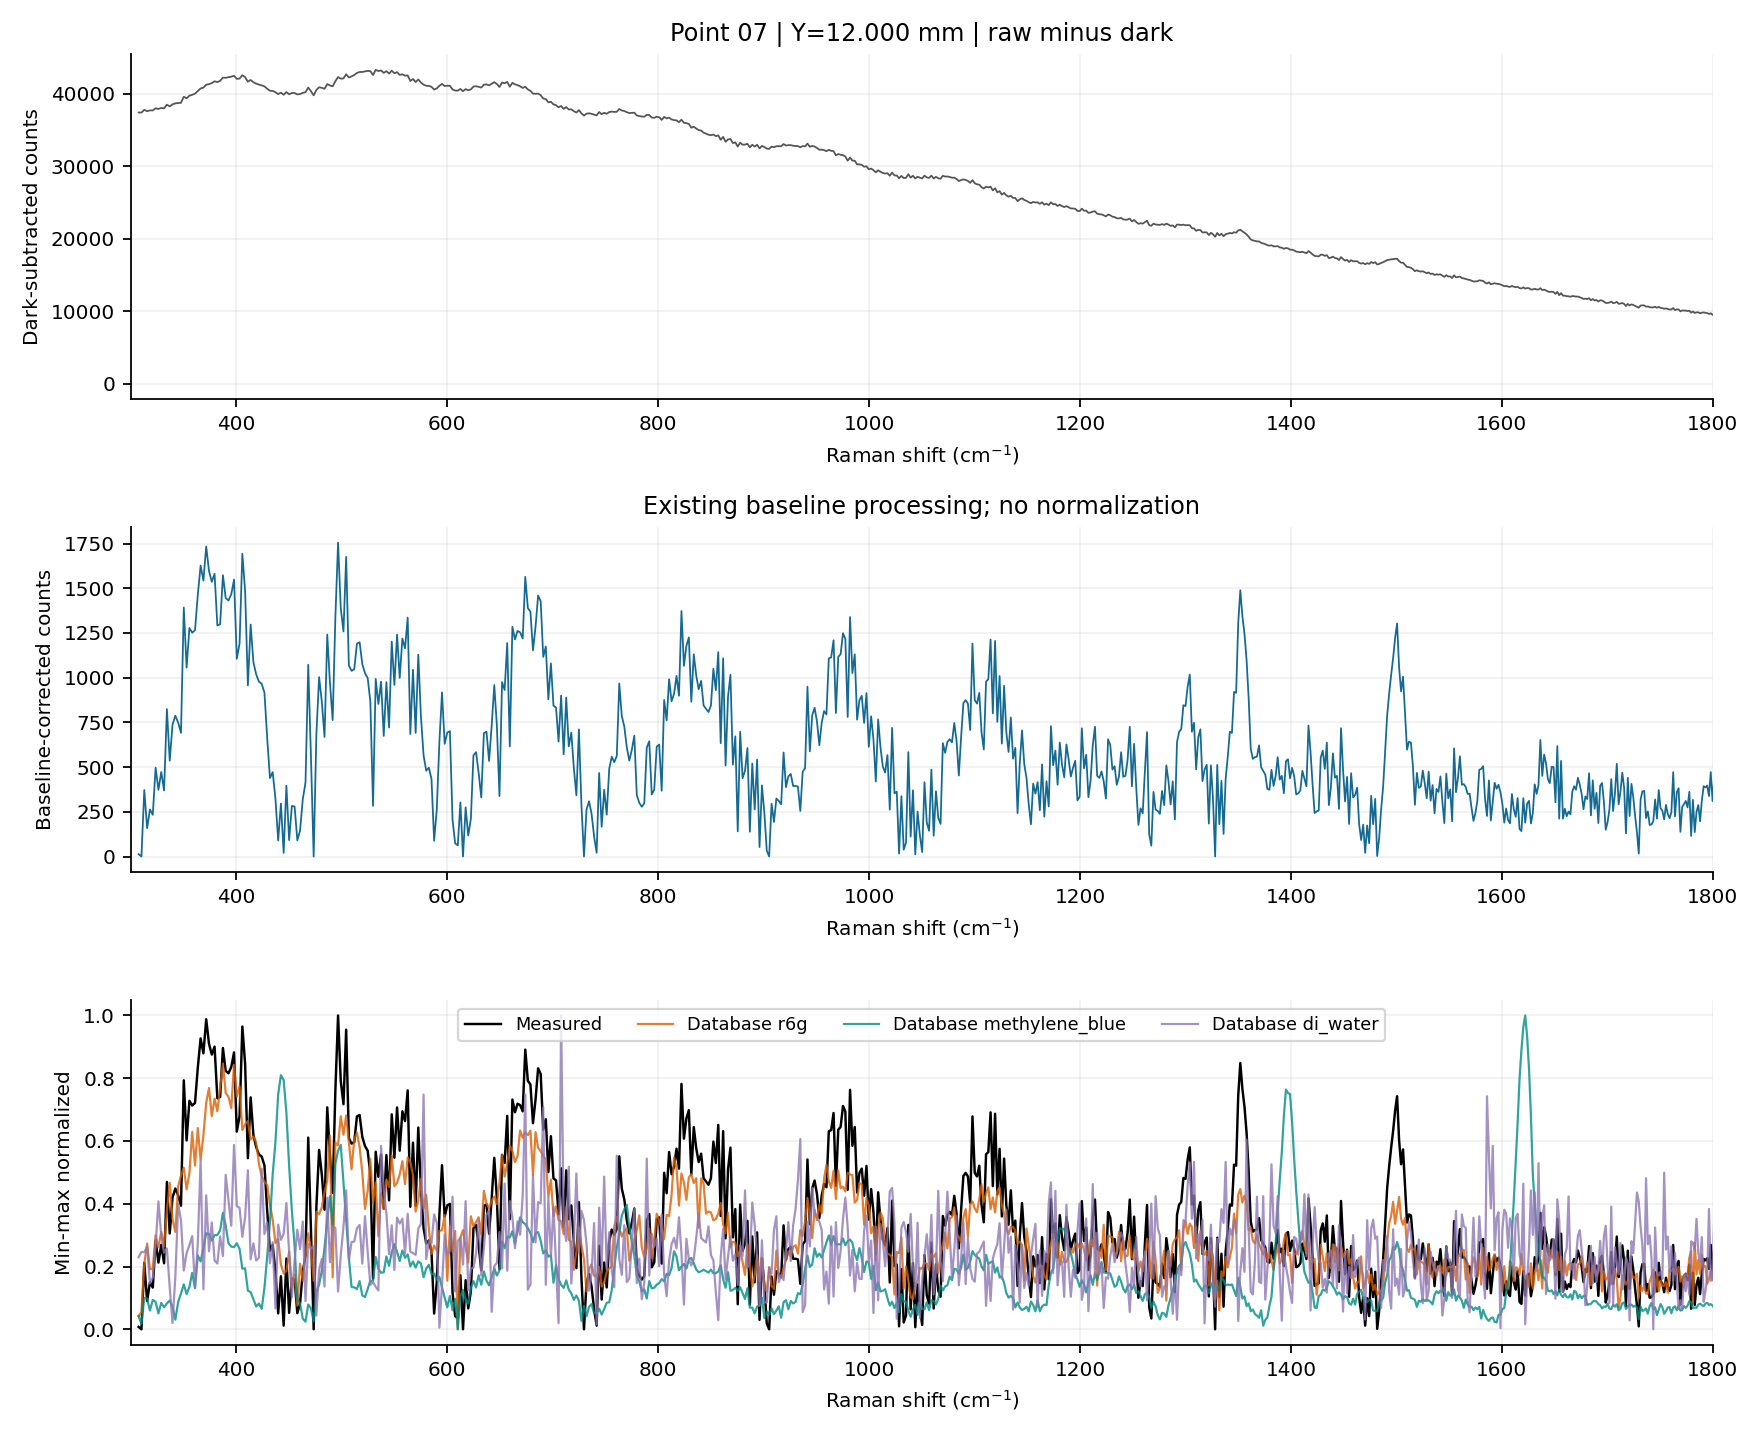 Point 07 | Y=12.000 mm | raw minus dark
Dark-subtracted counts
40000
30000
20000
10000
0
400 600 800 1000 1200 1400 1600 1800
Raman shift (cm⁻¹)
Existing baseline processing; no normalization
Baseline-corrected counts
1750
1500
1250
1000
750
500
250
0
400 600 800 1000 1200 1400 1600 1800
Raman shift (cm⁻¹)
Measured Database r6g Database methylene_blue Database di_water
Min-max normalized
1.0
0.8
0.6
0.4
0.2
0.0
400 600 800 1000 1200 1400 1600 1800
Raman shift (cm⁻¹)